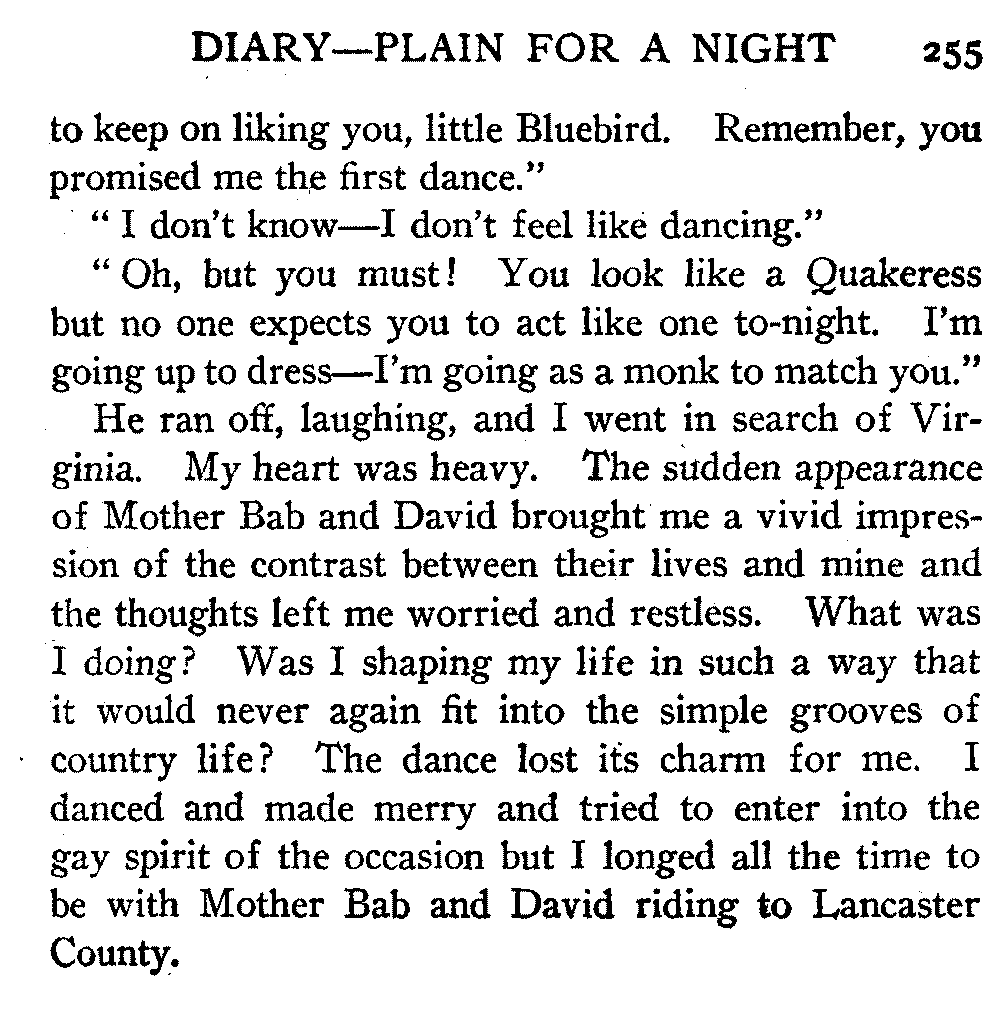 DIARY—PLAIN FOR A NIGHT 255
to keep on liking you, little Bluebird. Remember, you
promised me the first dance."
" I don't know—I don't feel like dancing."
" Oh, but you must! You look like a Quakeress
but no one expects you to act like one to-night. I'm
going up to dress—I'm going as a monk to match you."
He ran off, laughing, and I went in search of Vir-
ginia. My heart was heavy. The sudden appearance
of Mother Bab and David brought me a vivid impres-
sion of the contrast between their lives and mine and
the thoughts left me worried and restless. What was
I doing? Was I shaping my life in such a way that
it would never again fit into the simple grooves of
country life? The dance lost its charm for me. I
danced and made merry and tried to enter into the
gay spirit of the occasion but I longed all the time to
be with Mother Bab and David riding to Lancaster
County.